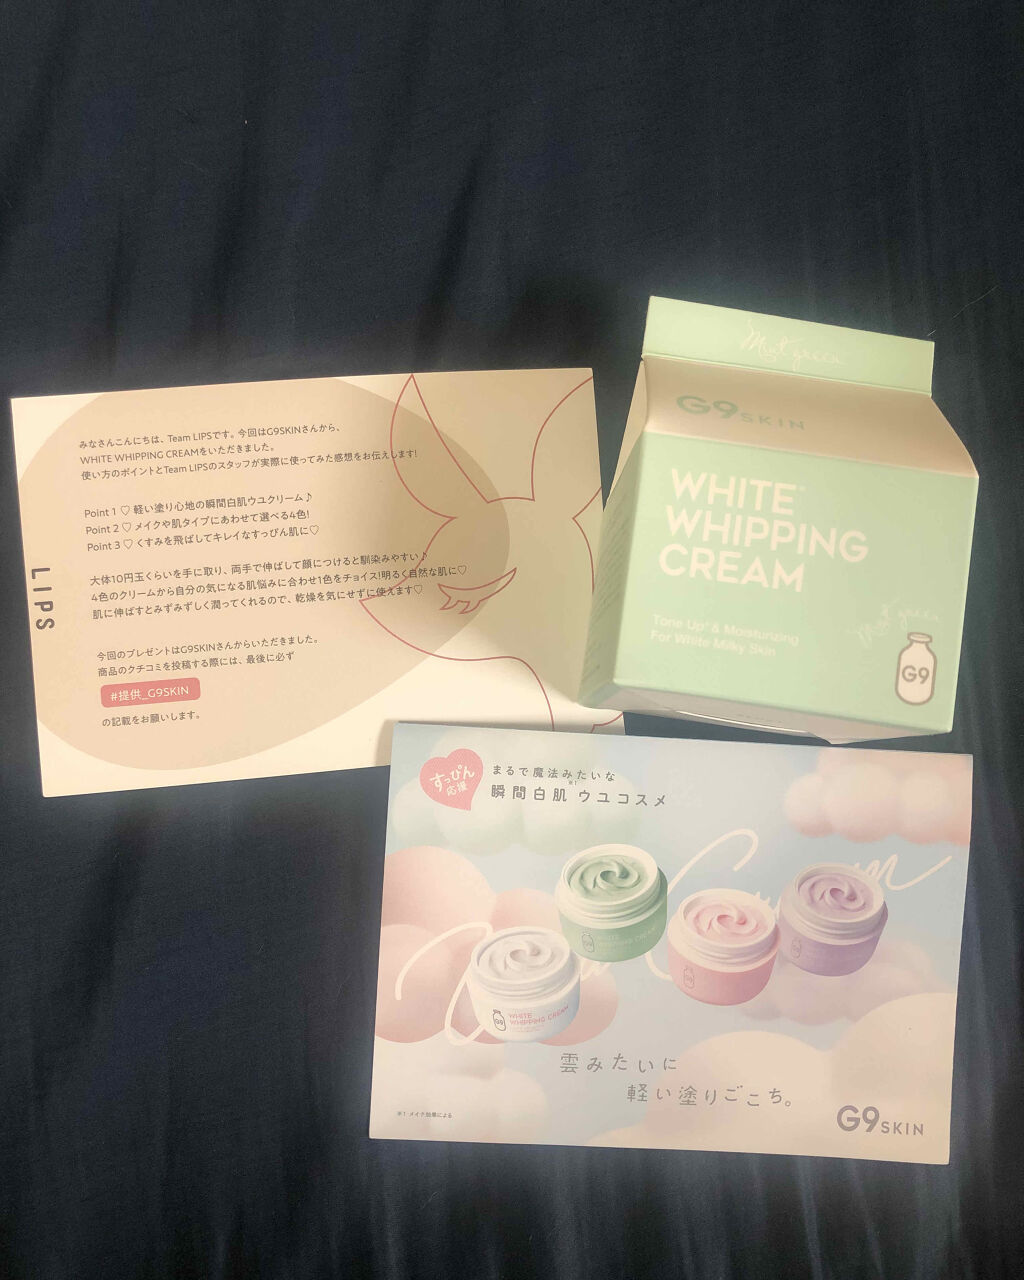 みなさんこんにちは、Team LIPSです。今回はG9SKINさんから、
WHITE WHIPPING CREAMをいただきました。
使い方のポイントとTeam LIPSのスタッフが実際に使ってみた感想をお伝えします!
Point 1 ♡ 軽い塗り心地の瞬間白肌ウユクリーム♪
Point 2 ♡ メイクや肌タイプにあわせて選べる4色!
Point 3 ♡ くすみを飛ばしてキレイなすっぴん肌に♡
大体10円玉くらいを手に取り、両手で伸ばして顔につけると馴染みやすい♪
4色のクリームから自分の気になる肌悩みに合わせ1色をチョイス!明るく自然な肌に♡
肌に伸ばすとみずみずしく潤ってくれるので、乾燥を気にせずに使えます♡
今回のプレゼントはG9SKINさんからいただきました。
商品のクチコミを投稿する際には、最後に必ず
#提供_G9SKIN
の記載をお願いします。
LIPS
Mint green
G9SKIN
WHITE
WHIPPING
CREAM
Mint green
Tone Up* & Moisturizing
For White Milky Skin
G9
すっぴん
応援
まるで魔法みたいな
瞬間白肌※1 ウユコスメ
WHITE
WHIPPING CREAM
G9
WHITE
WHIPPING CREAM
雲みたいに
軽い塗りごこち。
※1 メイク効果による
G9SKIN